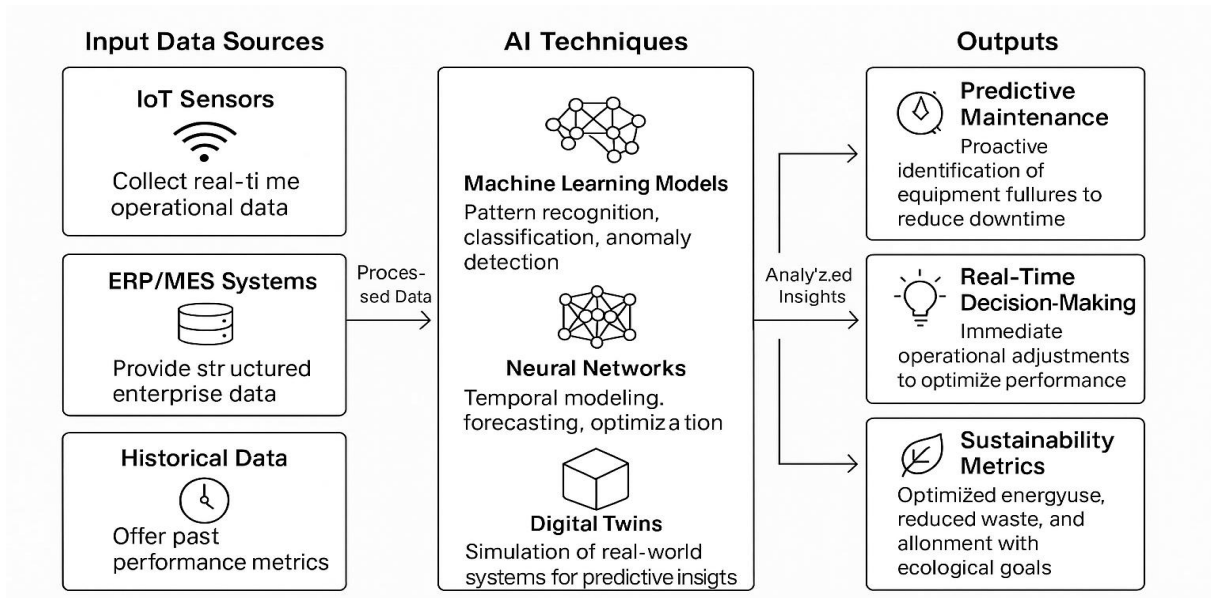 Input Data Sources
IoT Sensors
Collect real-ti me
operational data
ERP/MES Systems
Provide str uctured
enterprise data
Historical Data
Offer past
performance metrics
Proces-
sed Data
AI Techniques
Machine Learning Models
Pattern recognition,
classification, anomaly
detection
Neural Networks
Temporal modeling.
forecasting, optimization
Digital Twins
Simulation of real-world
systems for predictive insigts
Analy'z.ed
Insights
Outputs
Predictive
Maintenance
Proactive
identification of
equipment fullures to
reduce downtime
Real-Time
Decision-Making
Immediate
operational adjustments
to optimiže performance
Sustainability
Metrics
Optimižed energyuse,
reduced waste, and
allonment with
ecological goals